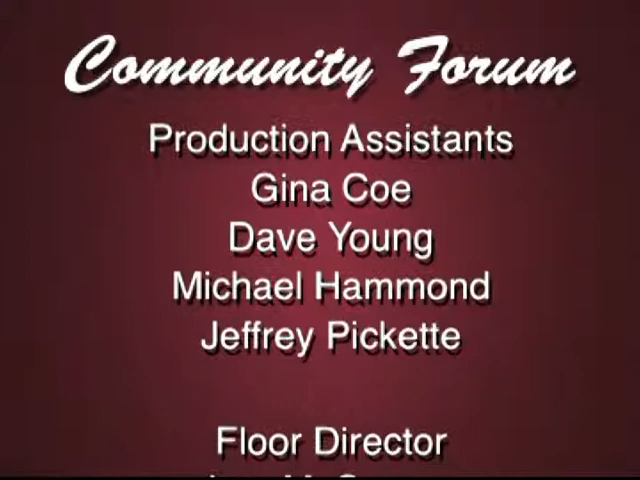 Community Forum
Production Assistants
Gina Coe
Dave Young
Michael Hammond
Jeffrey Pickette
Floor Director